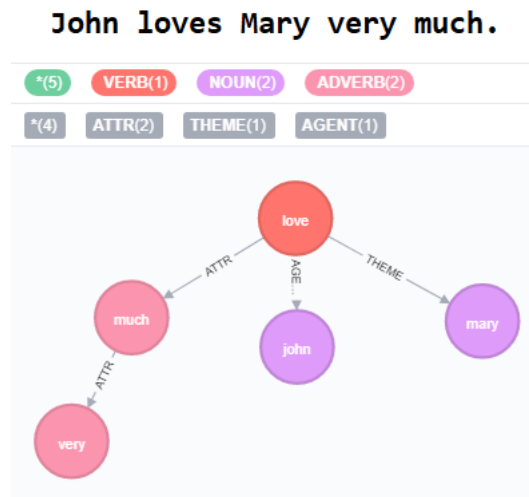 John loves Mary very much.
*(5) VERB(1) NOUN(2) ADVERB(2)
*(4) ATTR(2) THEME(1) AGENT(1)
love
ATTR AGE... THEME
much john mary
ATTR
very